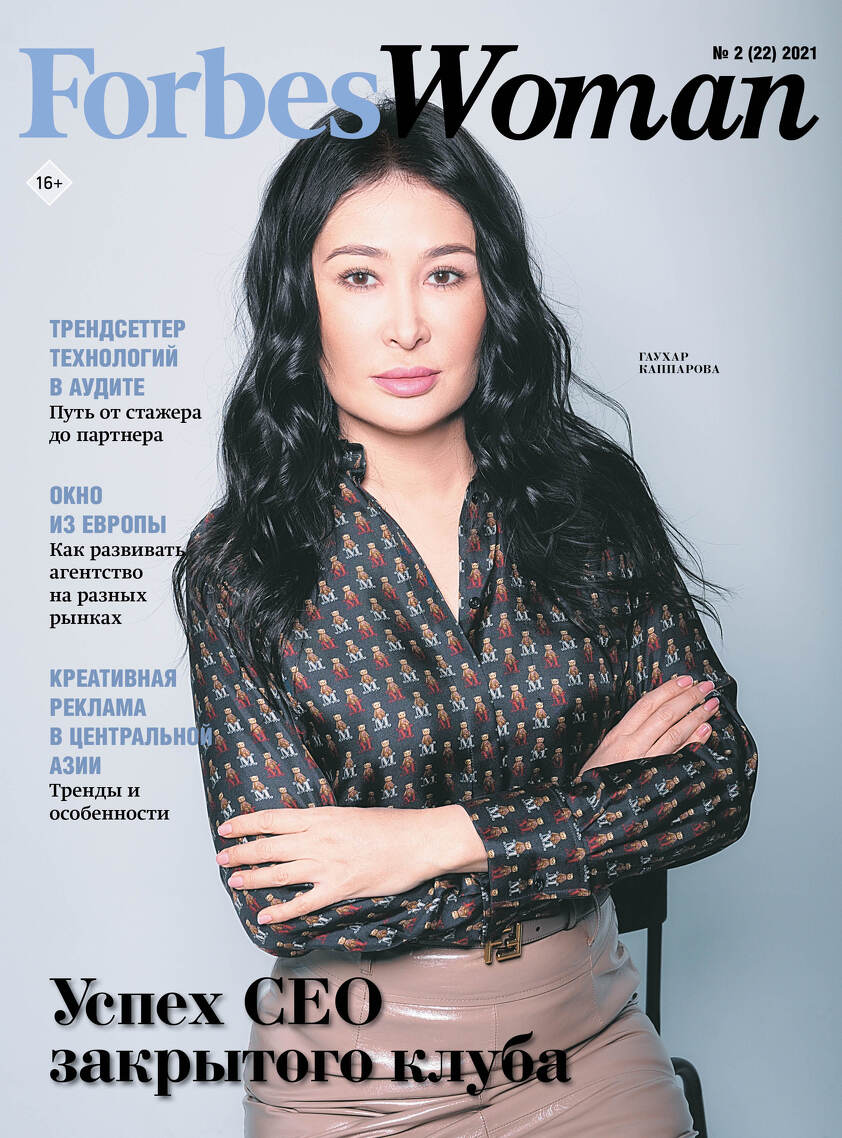 № 2 (22) 2021
ForbesWoman
16+
ТРЕНДСЕТТЕР
ТЕХНОЛОГИЙ
В АУДИТЕ
Путь от стажера
до партнера
ГАУХАР
КАППАРОВА
ОКНО
ИЗ ЕВРОПЫ
Как развивать
агентство
на разных
рынках
КРЕАТИВНАЯ
РЕКЛАМА
В ЦЕНТРАЛЬНОЙ
АЗИИ
Тренды и
особенности
Успех CEO
закрытого клуба